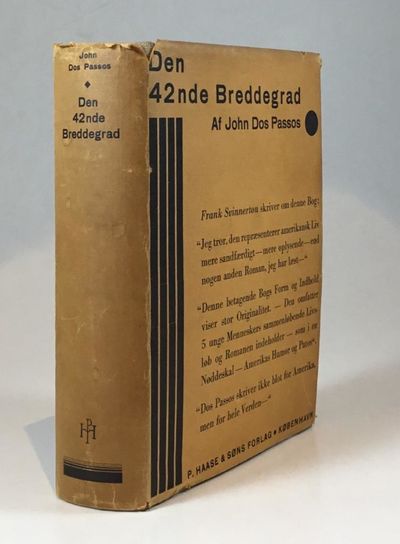 John
Dos Passos
Den
42nde
Breddegrad
PHI
Den
42nde Breddegrad
Af John Dos Passos
Frank Svinnerton skriver om denne Bog:
"Jeg tror, den repræsenterer amerikansk Liv
mere sandfærdigt — mere oplysende — end
nogen anden Roman, jeg har læst —"
"Denne betagende Bogs Form og Indhold
viser stor Originalitet. — Den omfatter
5 unge Menneskers sammenløbende Livs-
løb og Romanen indeholder — som i en
Nøddeskal — Amerikas Humor og Patos".
"Dos Passos skriver ikke blot for Amerika,
men for hele Verden —"
P. HAASE & SØNS FORLAG • KØBENHAVN